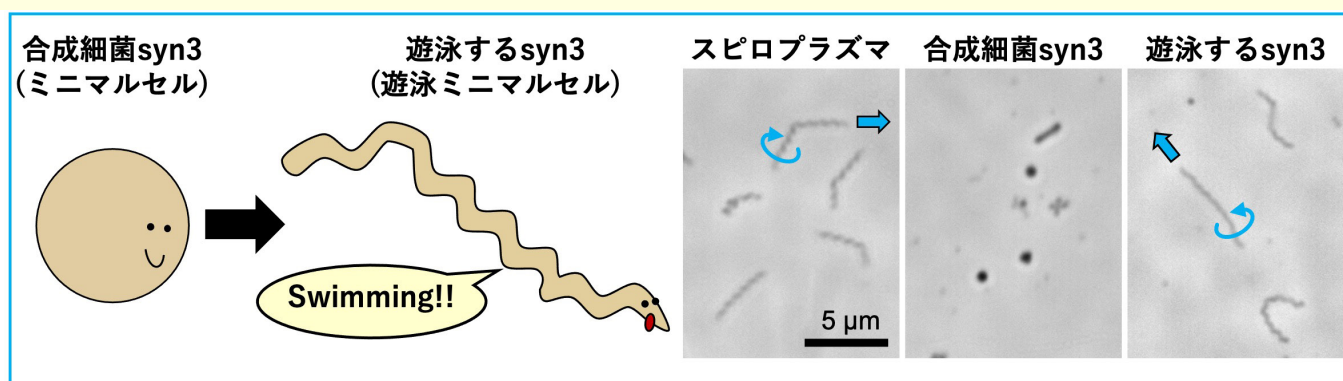 合成細菌syn3
(ミニマルセル)
遊泳するsyn3
(遊泳ミニマルセル)
Swimming!!
スピロプラズマ
合成細菌syn3
遊泳するsyn3
5 µm